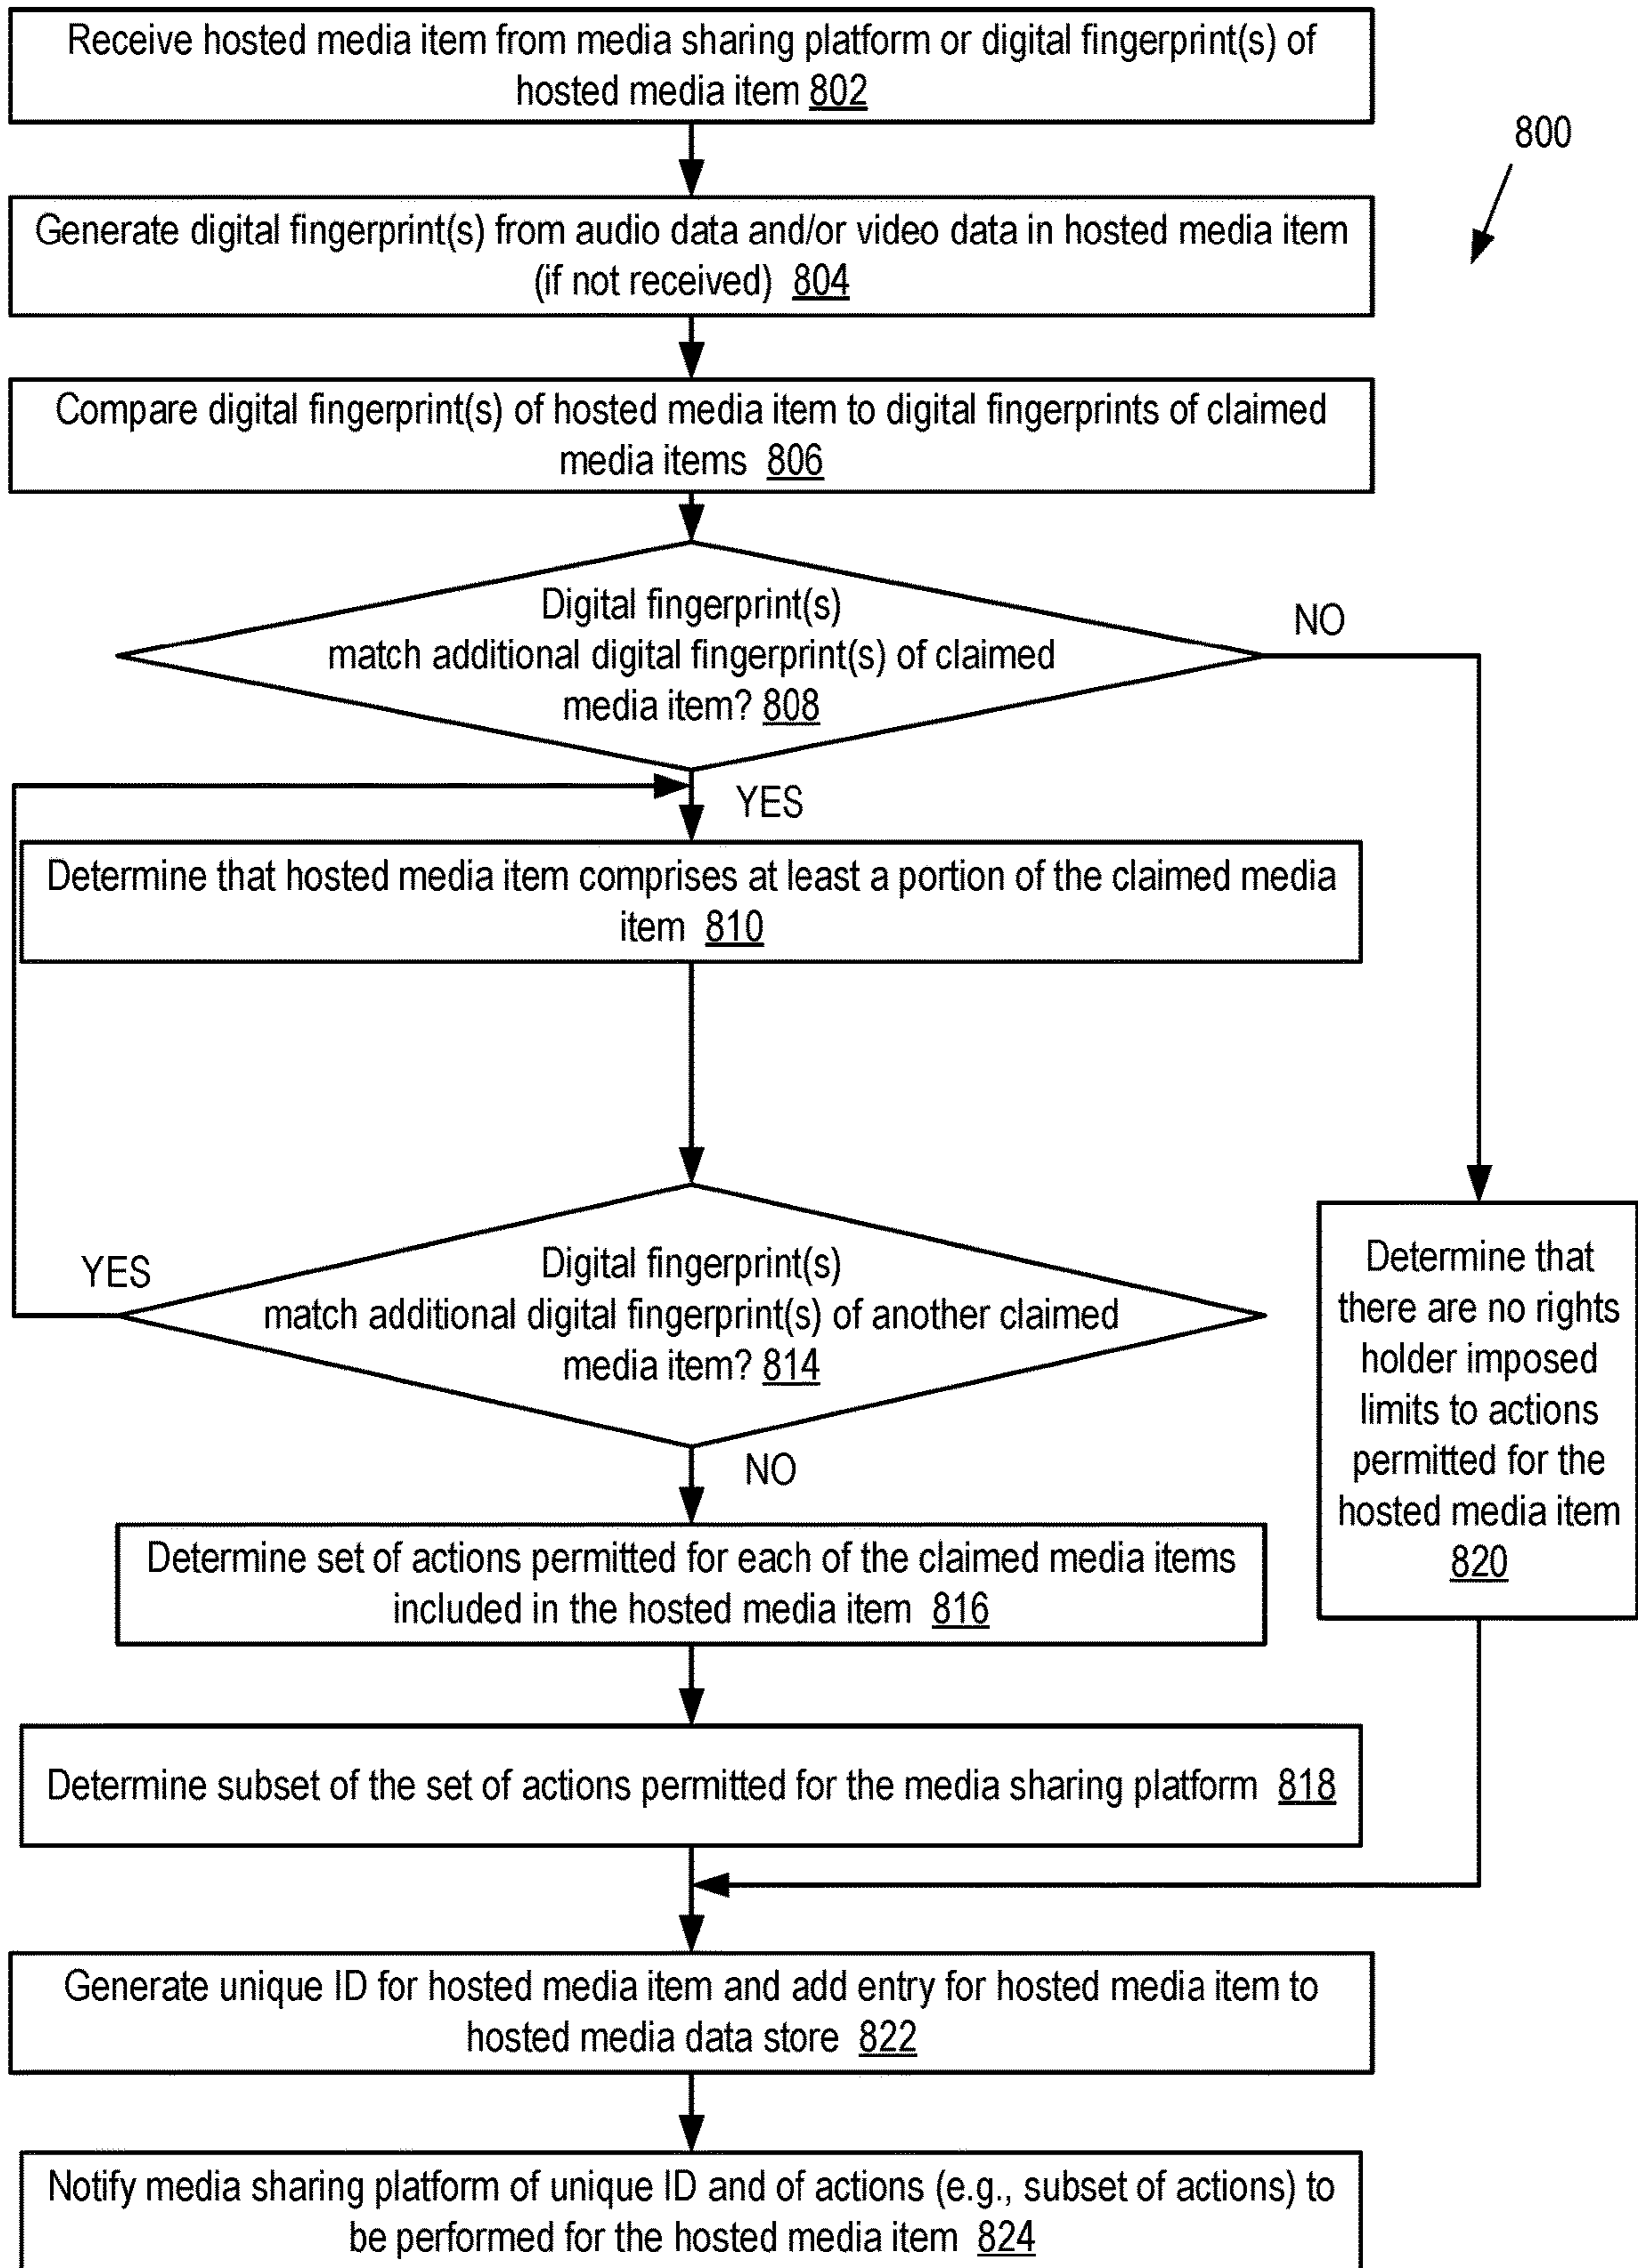 Receive hosted media item from media sharing platform or digital fingerprint(s) of
hosted media item 802
800
Generate digital fingerprint(s) from audio data and/or video data in hosted media item
(if not received) 804
Compare digital fingerprint(s) of hosted media item to digital fingerprints of claimed
media items 806
Digital fingerprint(s)
match additional digital fingerprint(s) of claimed
media item? 808
NO
YES
Determine that hosted media item comprises at least a portion of the claimed media
item 810
Digital fingerprint(s)
match additional digital fingerprint(s) of another claimed
media item? 814
YES
NO
Determine that
there are no rights
holder imposed
limits to actions
permitted for the
hosted media item
820
Determine set of actions permitted for each of the claimed media items
included in the hosted media item 816
Determine subset of the set of actions permitted for the media sharing platform 818
Generate unique ID for hosted media item and add entry for hosted media item to
hosted media data store 822
Notify media sharing platform of unique ID and of actions (e.g., subset of actions) to
be performed for the hosted media item 824